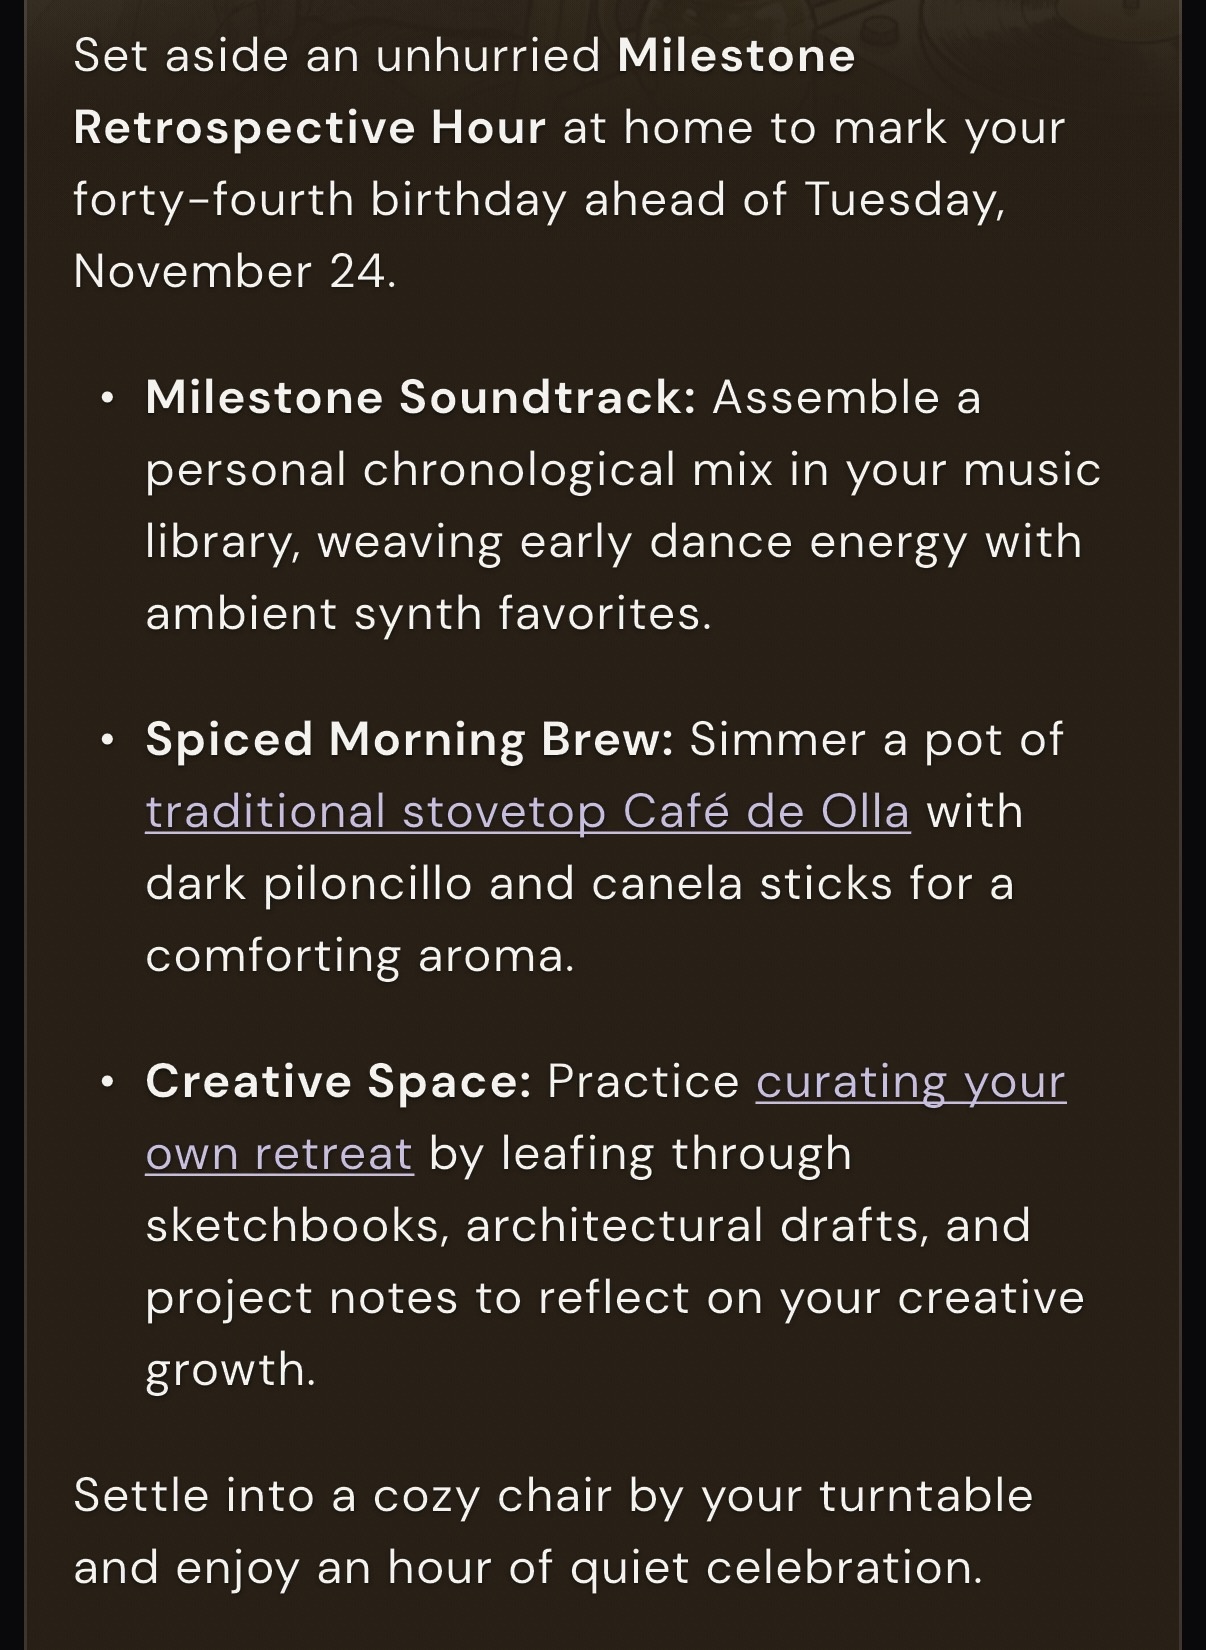 Set aside an unhurried Milestone
Retrospective Hour at home to mark your
forty-fourth birthday ahead of Tuesday,
November 24.
• Milestone Soundtrack: Assemble a
personal chronological mix in your music
library, weaving early dance energy with
ambient synth favorites.
• Spiced Morning Brew: Simmer a pot of
traditional stovetop Café de Olla with
dark piloncillo and canela sticks for a
comforting aroma.
• Creative Space: Practice curating your
own retreat by leafing through
sketchbooks, architectural drafts, and
project notes to reflect on your creative
growth.
Settle into a cozy chair by your turntable
and enjoy an hour of quiet celebration.